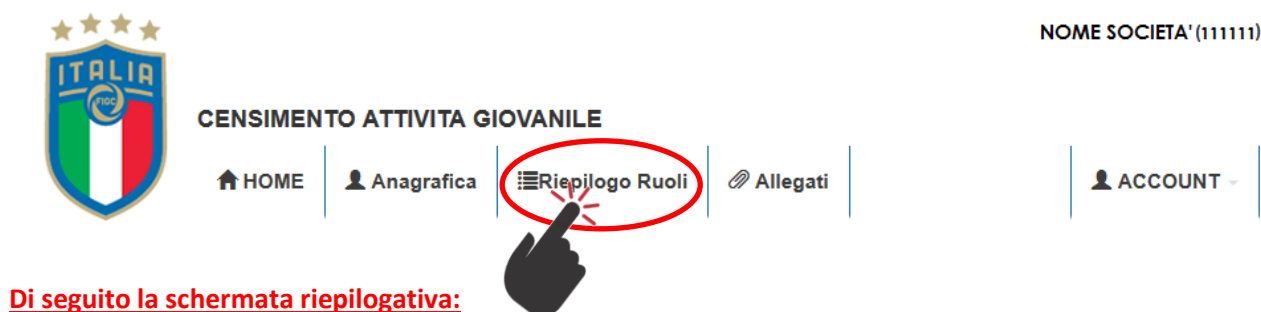 NOME SOCIETA' (111111)
ITALIA
FIGC
CENSIMENTO ATTIVITA GIOVANILE
HOME Anagrafica Riepilogo Ruoli Allegati ACCOUNT
Di seguito la schermata riepilogativa: